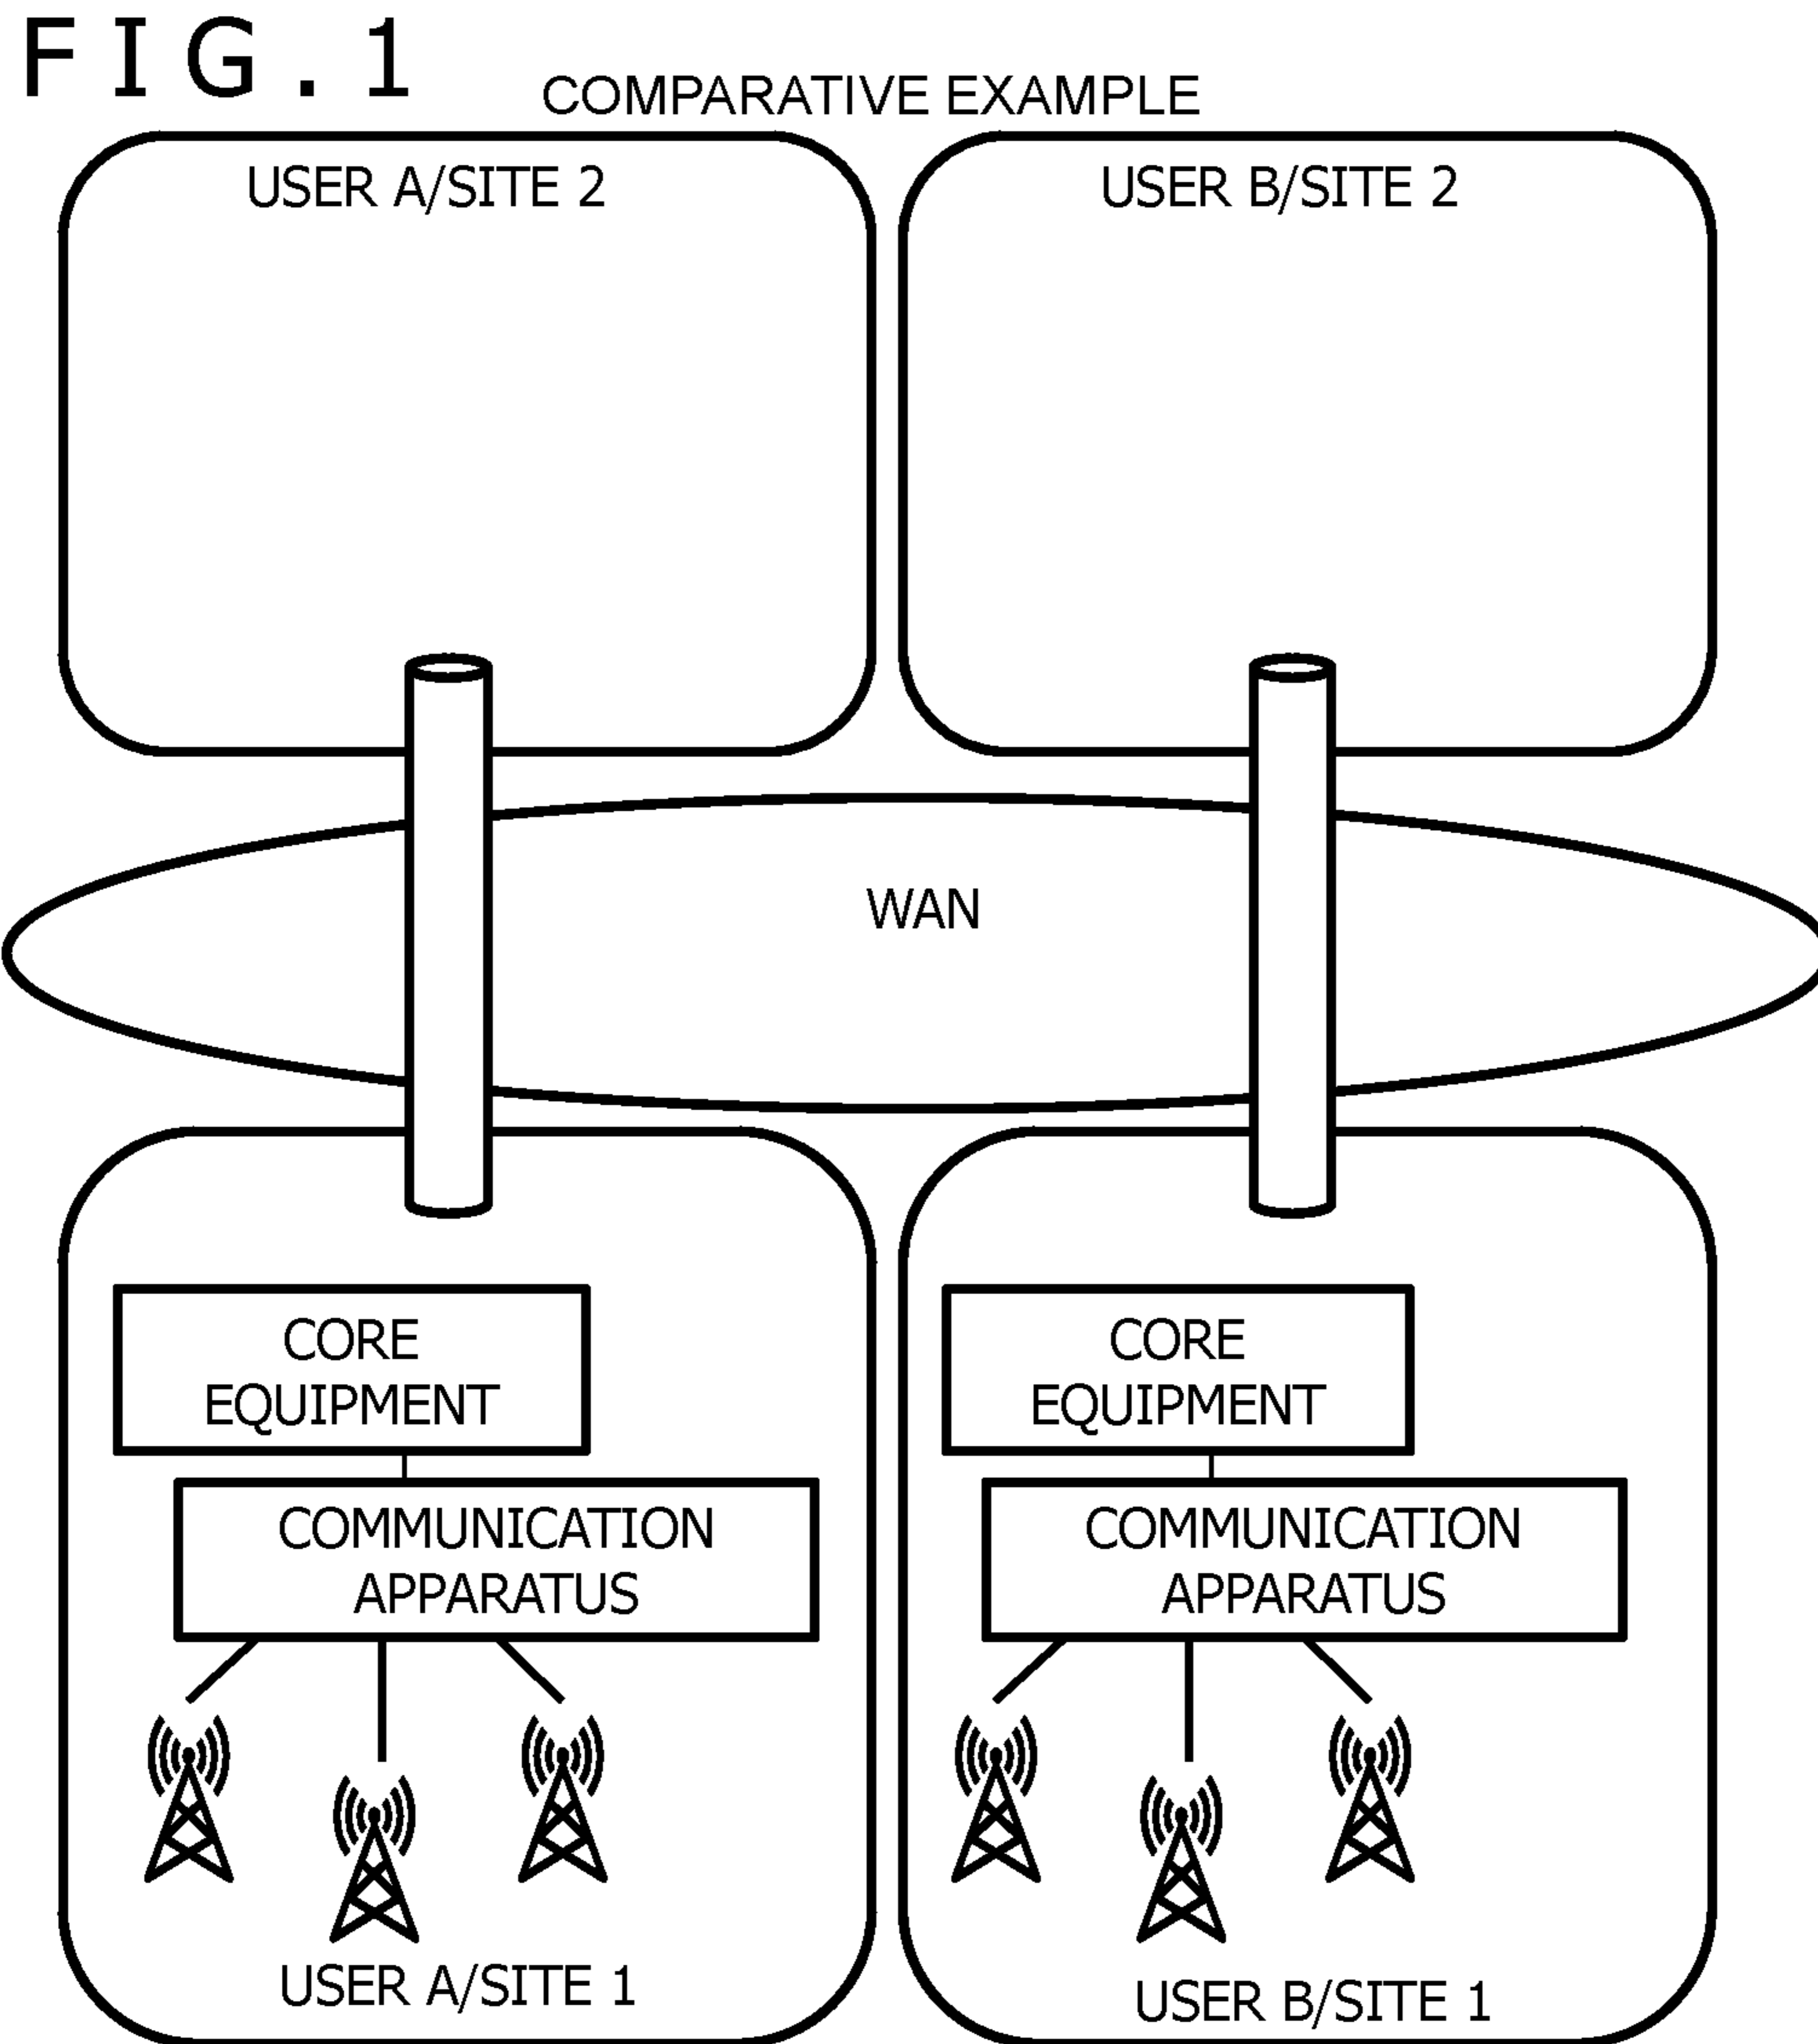 FIG.1
COMPARATIVE EXAMPLE
USER A/SITE 2
USER B/SITE 2
WAN
CORE
EQUIPMENT
CORE
EQUIPMENT
COMMUNICATION
APPARATUS
COMMUNICATION
APPARATUS
USER A/SITE 1
USER B/SITE 1